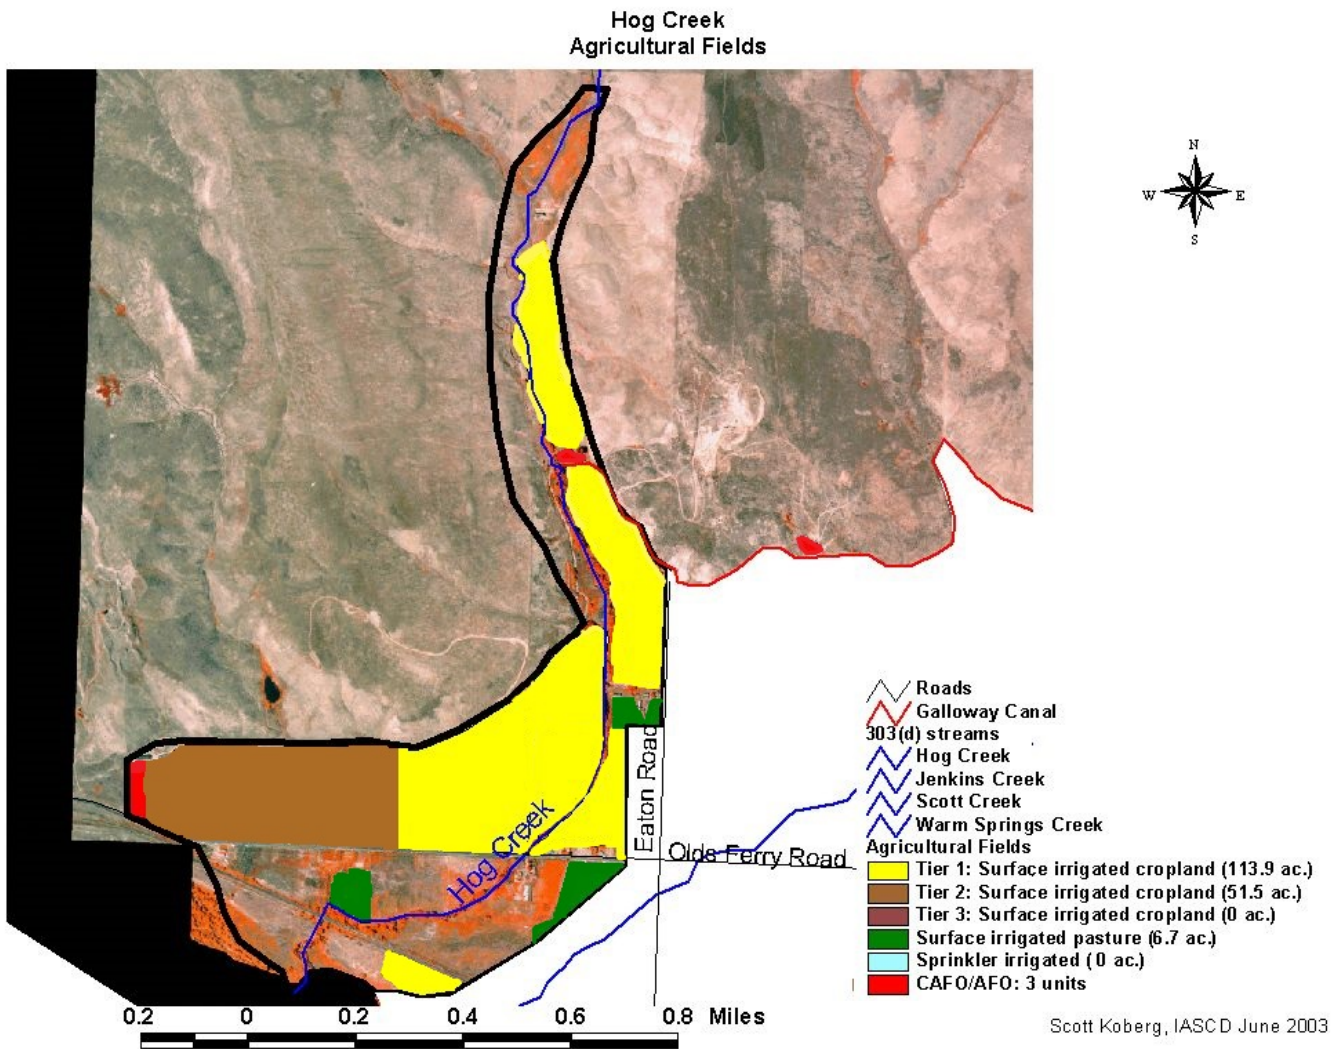 Hog Creek
Agricultural Fields
N
W E
S
Roads
Galloway Canal
303(d) streams
Hog Creek
Jenkins Creek
Scott Creek
Warm Springs Creek
Agricultural Fields
Tier 1: Surface irrigated cropland (113.9 ac.)
Tier 2: Surface irrigated cropland (51.5 ac.)
Tier 3: Surface irrigated cropland (0 ac.)
Surface irrigated pasture (6.7 ac.)
Sprinkler irrigated (0 ac.)
CAFO/AFO: 3 units
Eaton Road
Hog Creek
Olds Ferry Road
0.2 0 0.2 0.4 0.6 0.8 Miles
Scott Koberg, IASCD June 2003